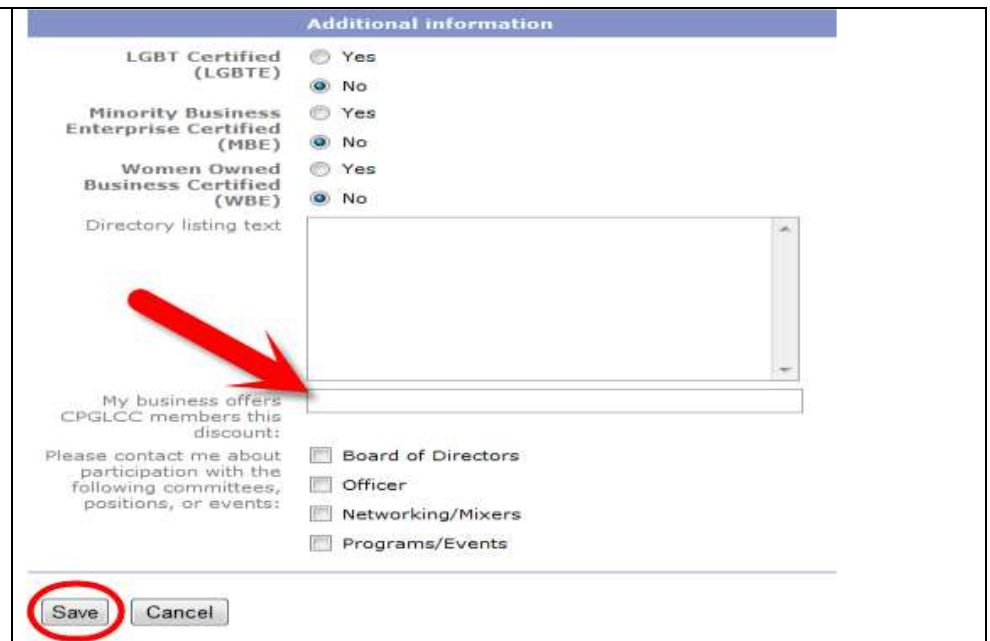 Additional information
LGBT Certified (LGBTE)
Yes
No
Minority Business Enterprise Certified (MBE)
Yes
No
Women Owned Business Certified (WBE)
Yes
No
Directory listing text
My business offers
CPGLCC members this
discount:
Please contact me about
participation with the
following committees,
positions, or events:
Board of Directors
Officer
Networking/Mixers
Programs/Events
Save Cancel